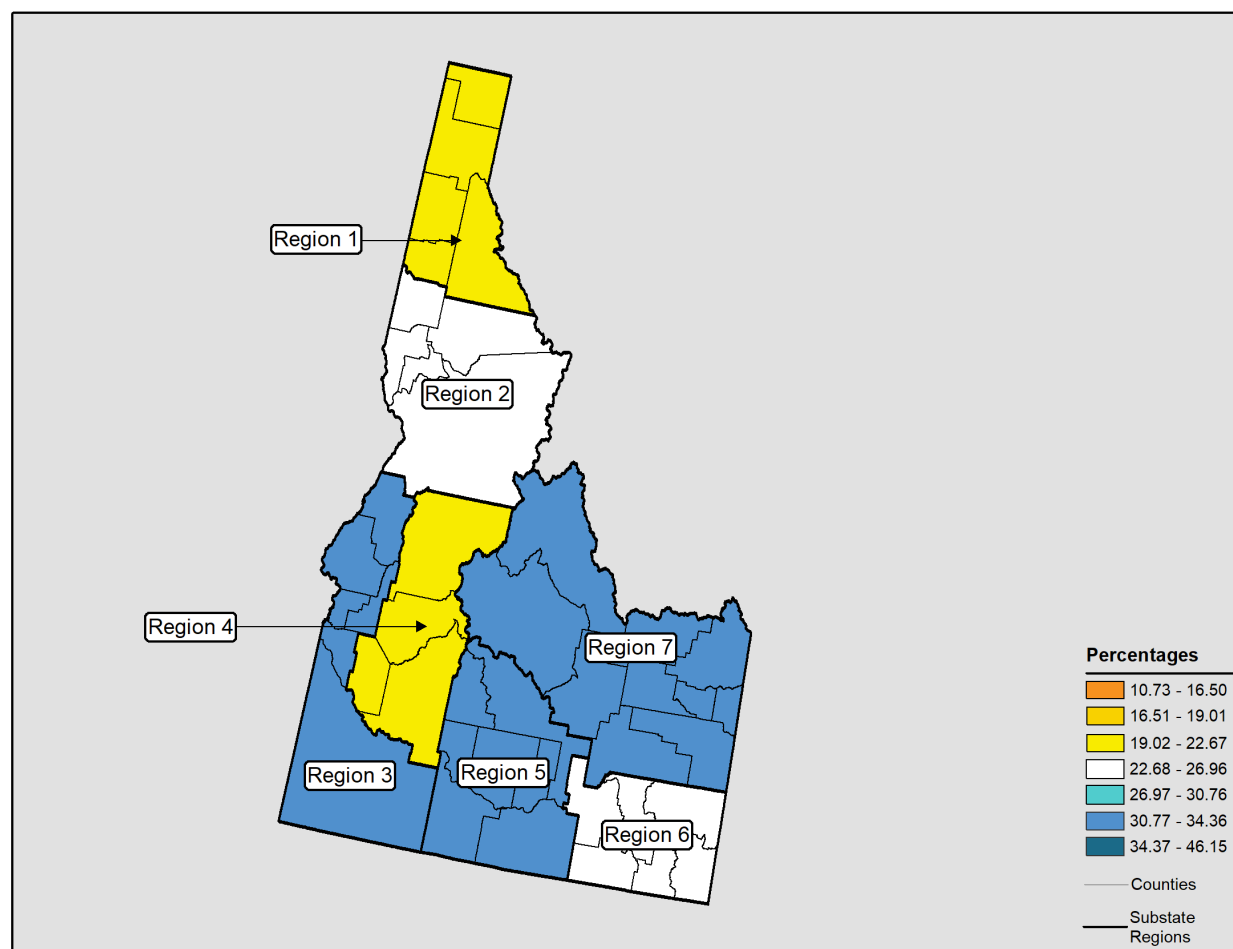 Region 1
Region 2
Region 4
Region 7
Region 3
Region 5
Region 6
Percentages
10.73 - 16.50
16.51 - 19.01
19.02 - 22.67
22.68 - 26.96
26.97 - 30.76
30.77 - 34.36
34.37 - 46.15
Counties
Substate
Regions